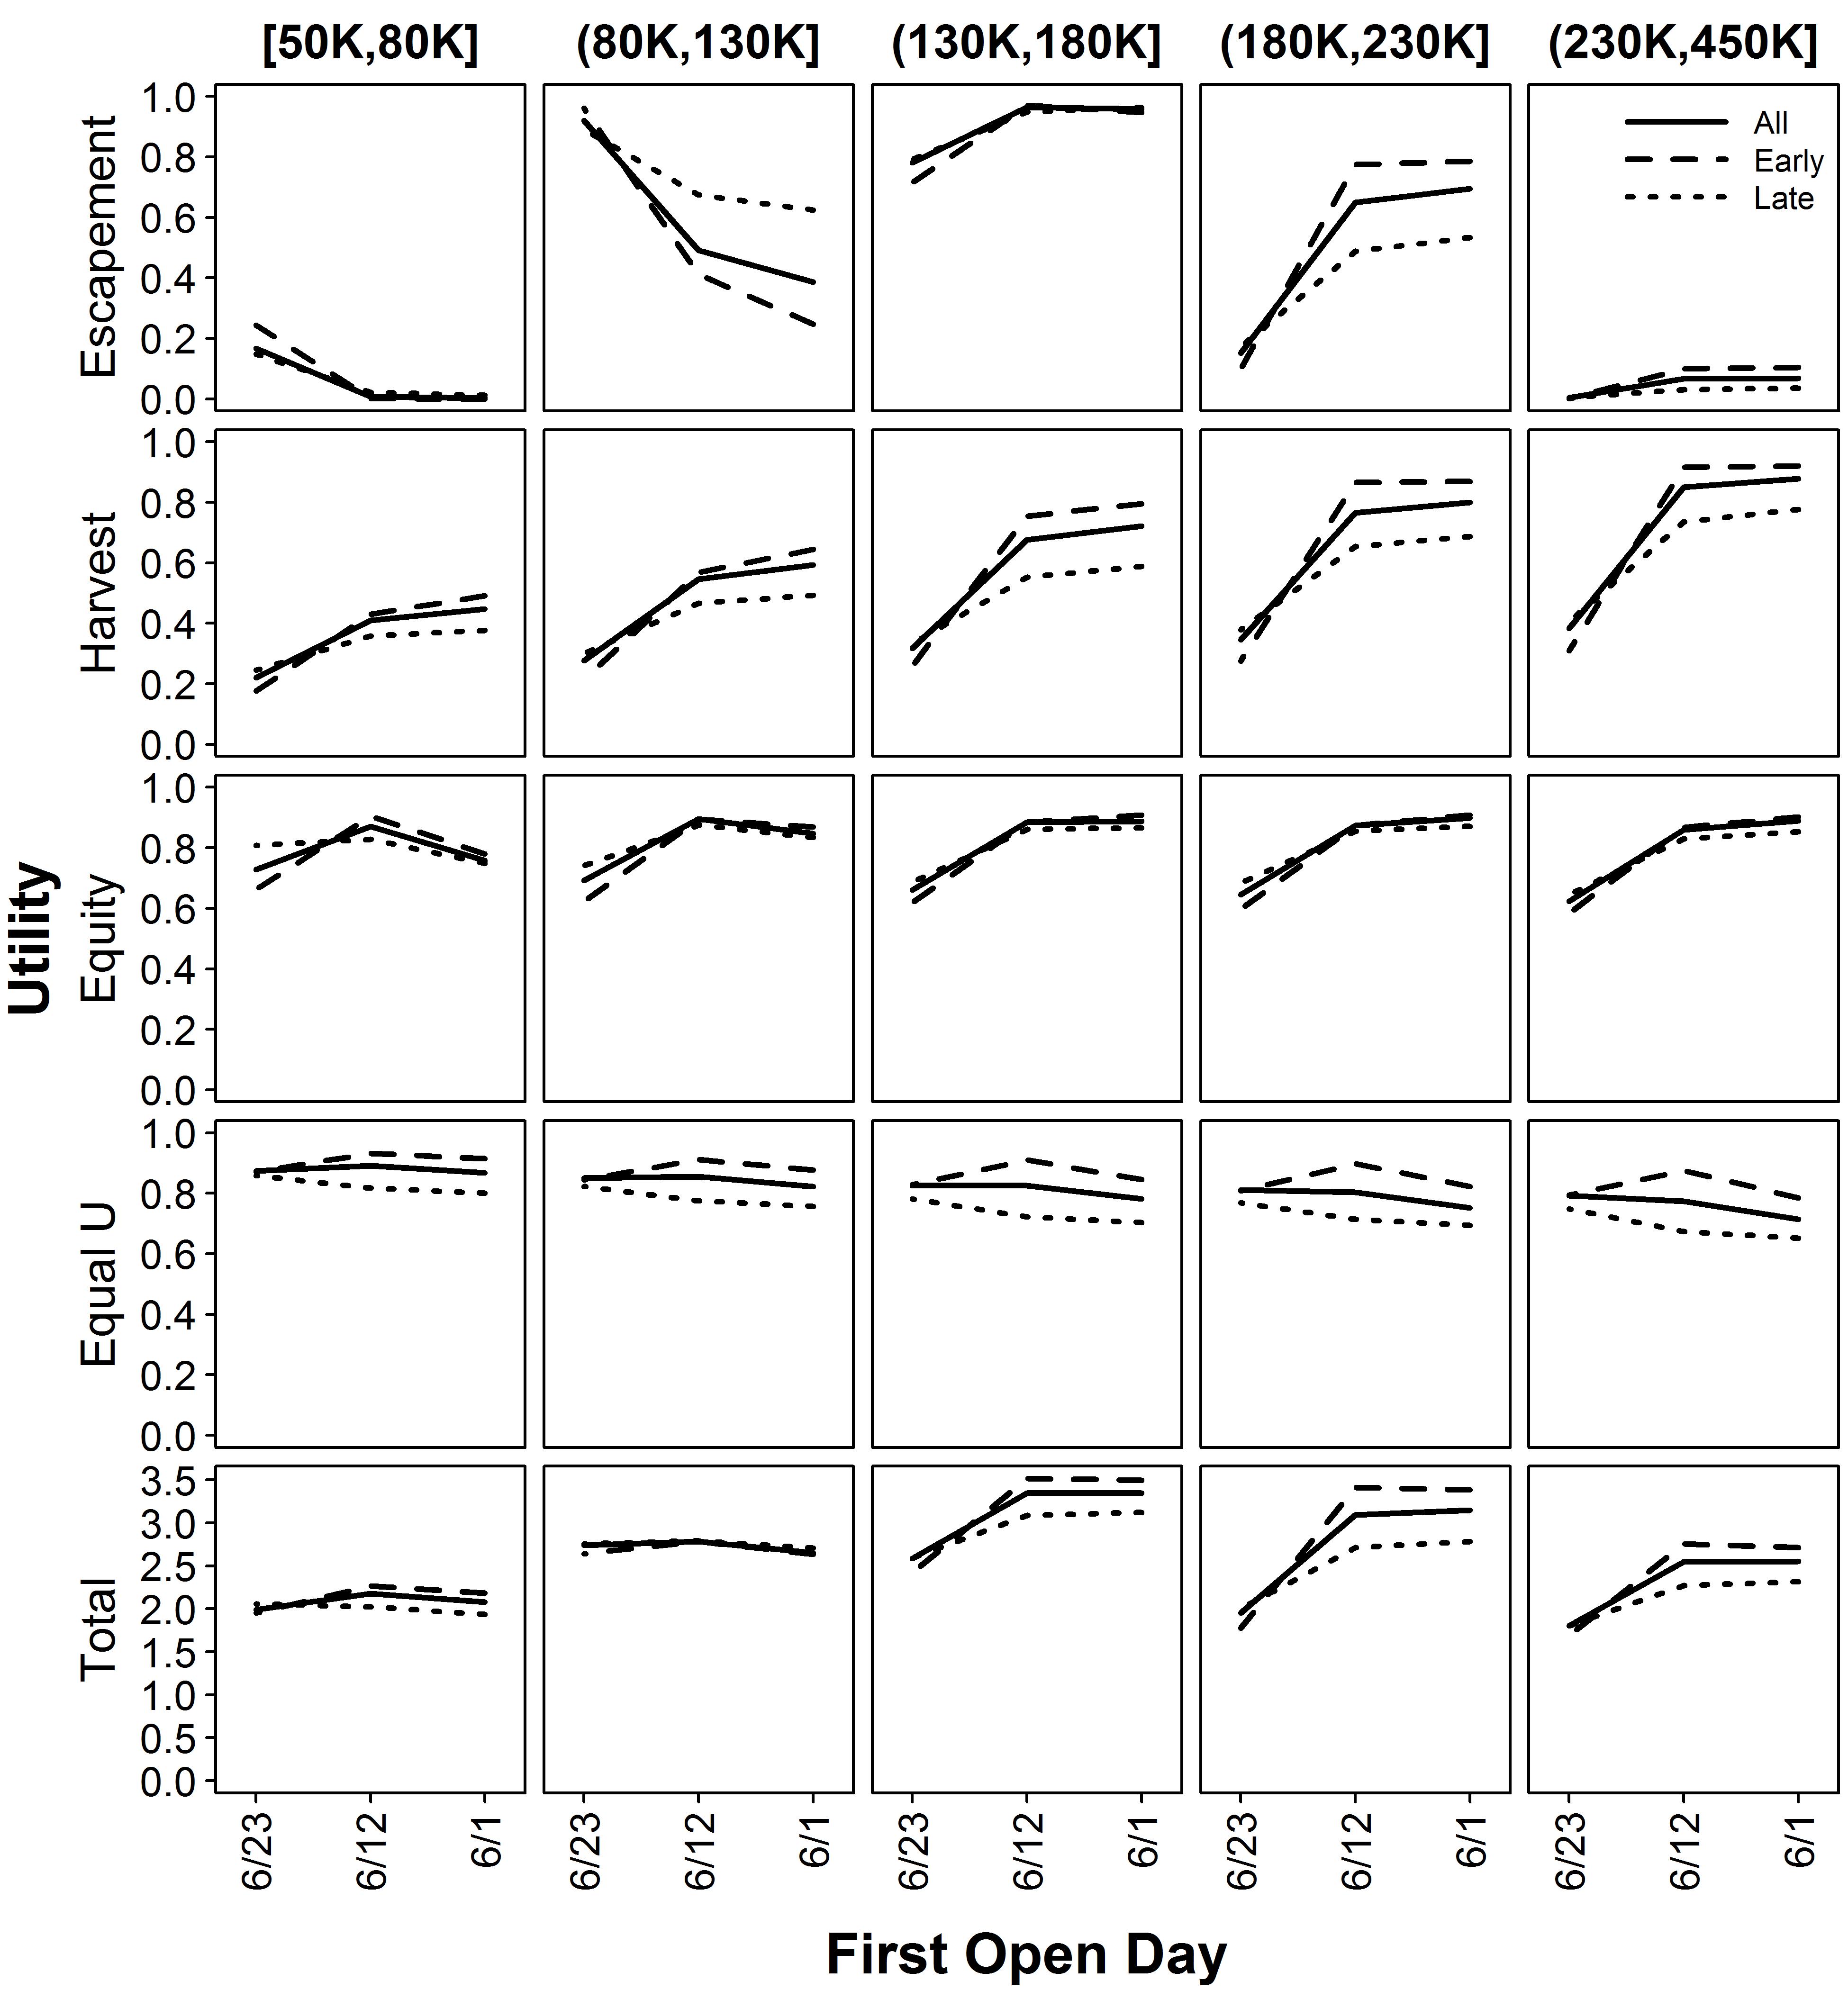 [50K,80K] (80K,130K] (130K,180K] (180K,230K] (230K,450K]
Utility
Escapement
1.0
0.8
0.6
0.4
0.2
0.0
All
Early
Late
Harvest
1.0
0.8
0.6
0.4
0.2
0.0
Equity
1.0
0.8
0.6
0.4
0.2
0.0
Equal U
1.0
0.8
0.6
0.4
0.2
0.0
Total
3.5
3.0
2.5
2.0
1.5
1.0
0.5
0.0
6/23 6/12 6/1 6/23 6/12 6/1 6/23 6/12 6/1 6/23 6/12 6/1 6/23 6/12 6/1
First Open Day